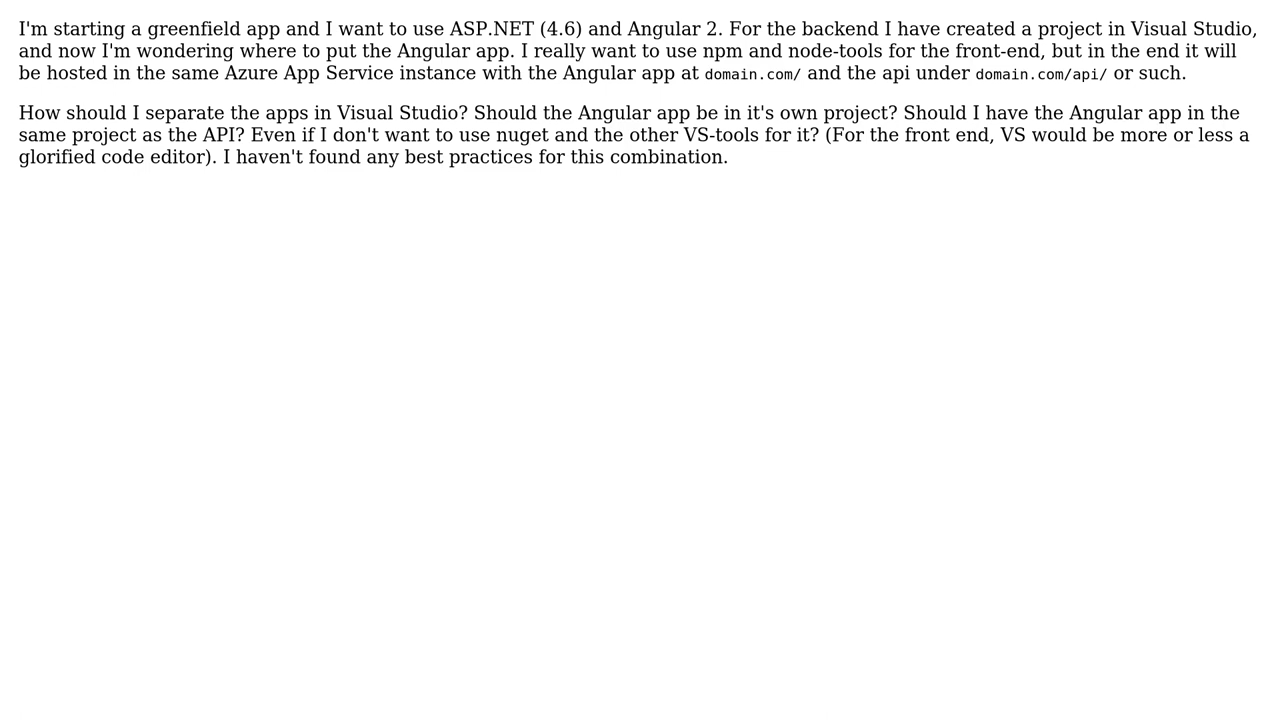 I'm starting a greenfield app and I want to use ASP.NET (4.6) and Angular 2. For the backend I have created a project in Visual Studio,
and now I'm wondering where to put the Angular app. I really want to use npm and node-tools for the front-end, but in the end it will
be hosted in the same Azure App Service instance with the Angular app at domain.com/ and the api under domain.com/api/ or such.
How should I separate the apps in Visual Studio? Should the Angular app be in it's own project? Should I have the Angular app in the
same project as the API? Even if I don't want to use nuget and the other VS-tools for it? (For the front end, VS would be more or less a
glorified code editor). I haven't found any best practices for this combination.